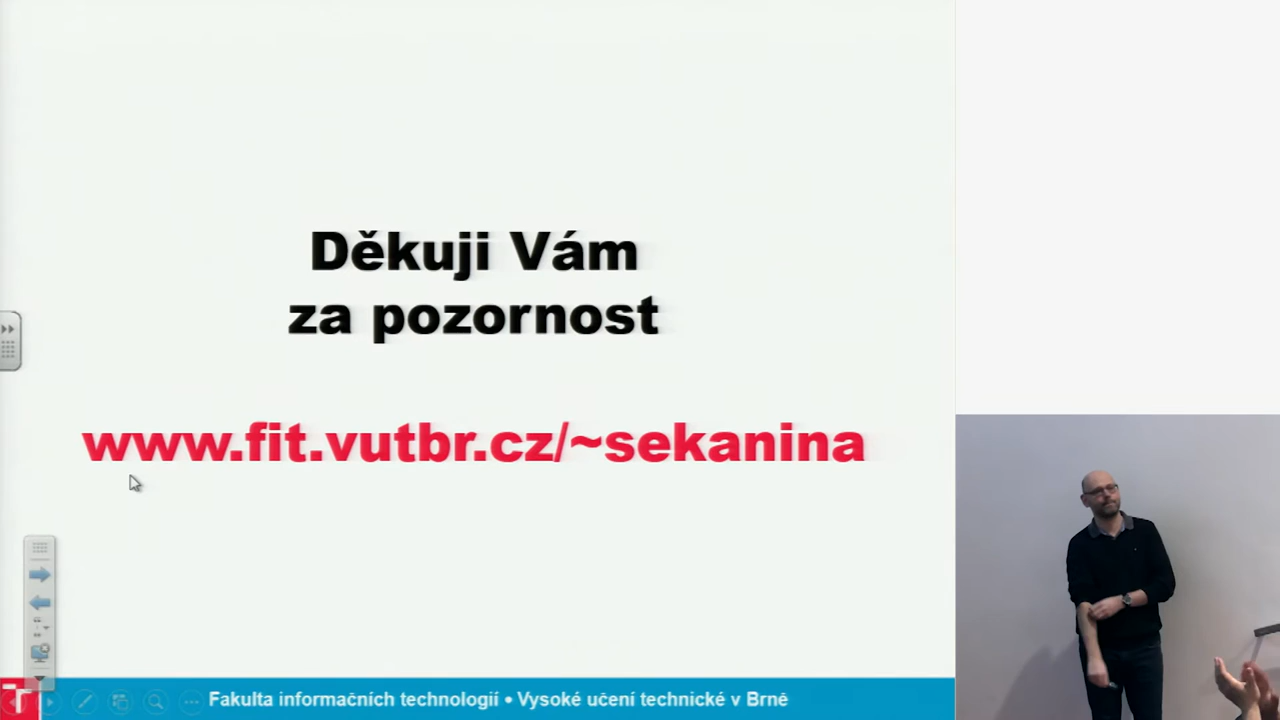 Děkuji Vám
za pozornost
www.fit.vutbr.cz/~sekanina
Fakulta informačních technologií • Vysoké učení technické v Brně